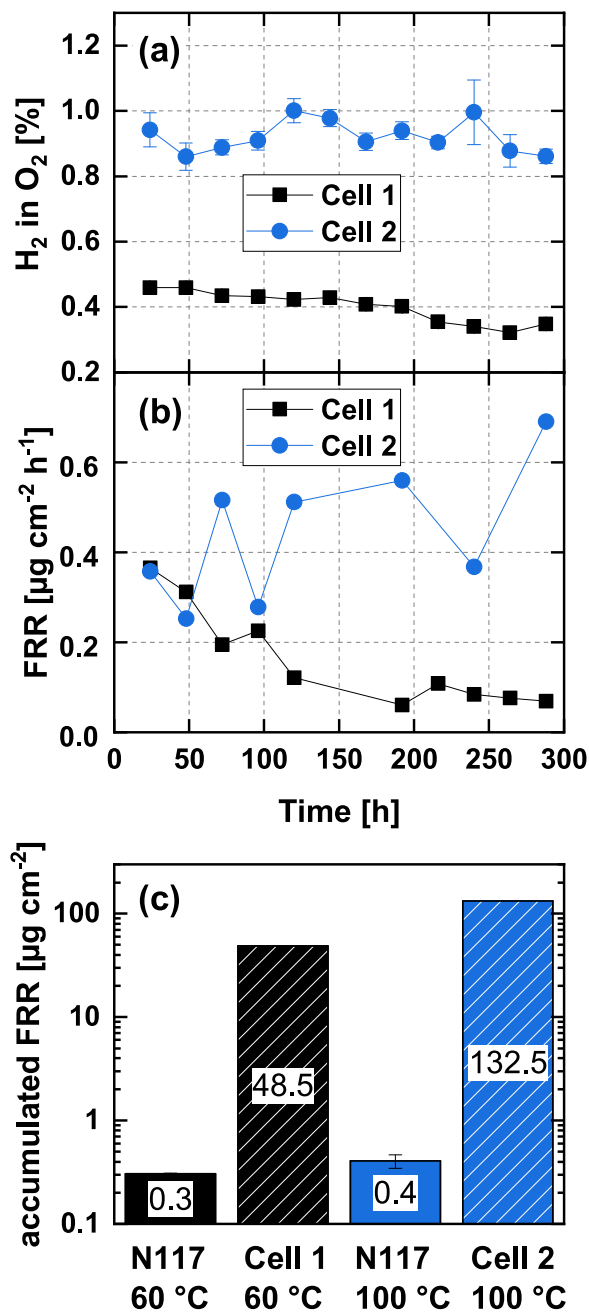 (a)
1.2
1.0
0.8
0.6
0.4
0.2
H₂ in O₂ [%]
Cell 1
Cell 2
(b)
0.6
0.4
0.2
0.0
FRR [µg cm⁻² h⁻¹]
Cell 1
Cell 2
0 50 100 150 200 250 300
Time [h]
(c)
100
10
1
0.1
accumulated FRR [µg cm⁻²]
0.3
48.5
0.4
132.5
N117 Cell 1 N117 Cell 2
60 °C 60 °C 100 °C 100 °C